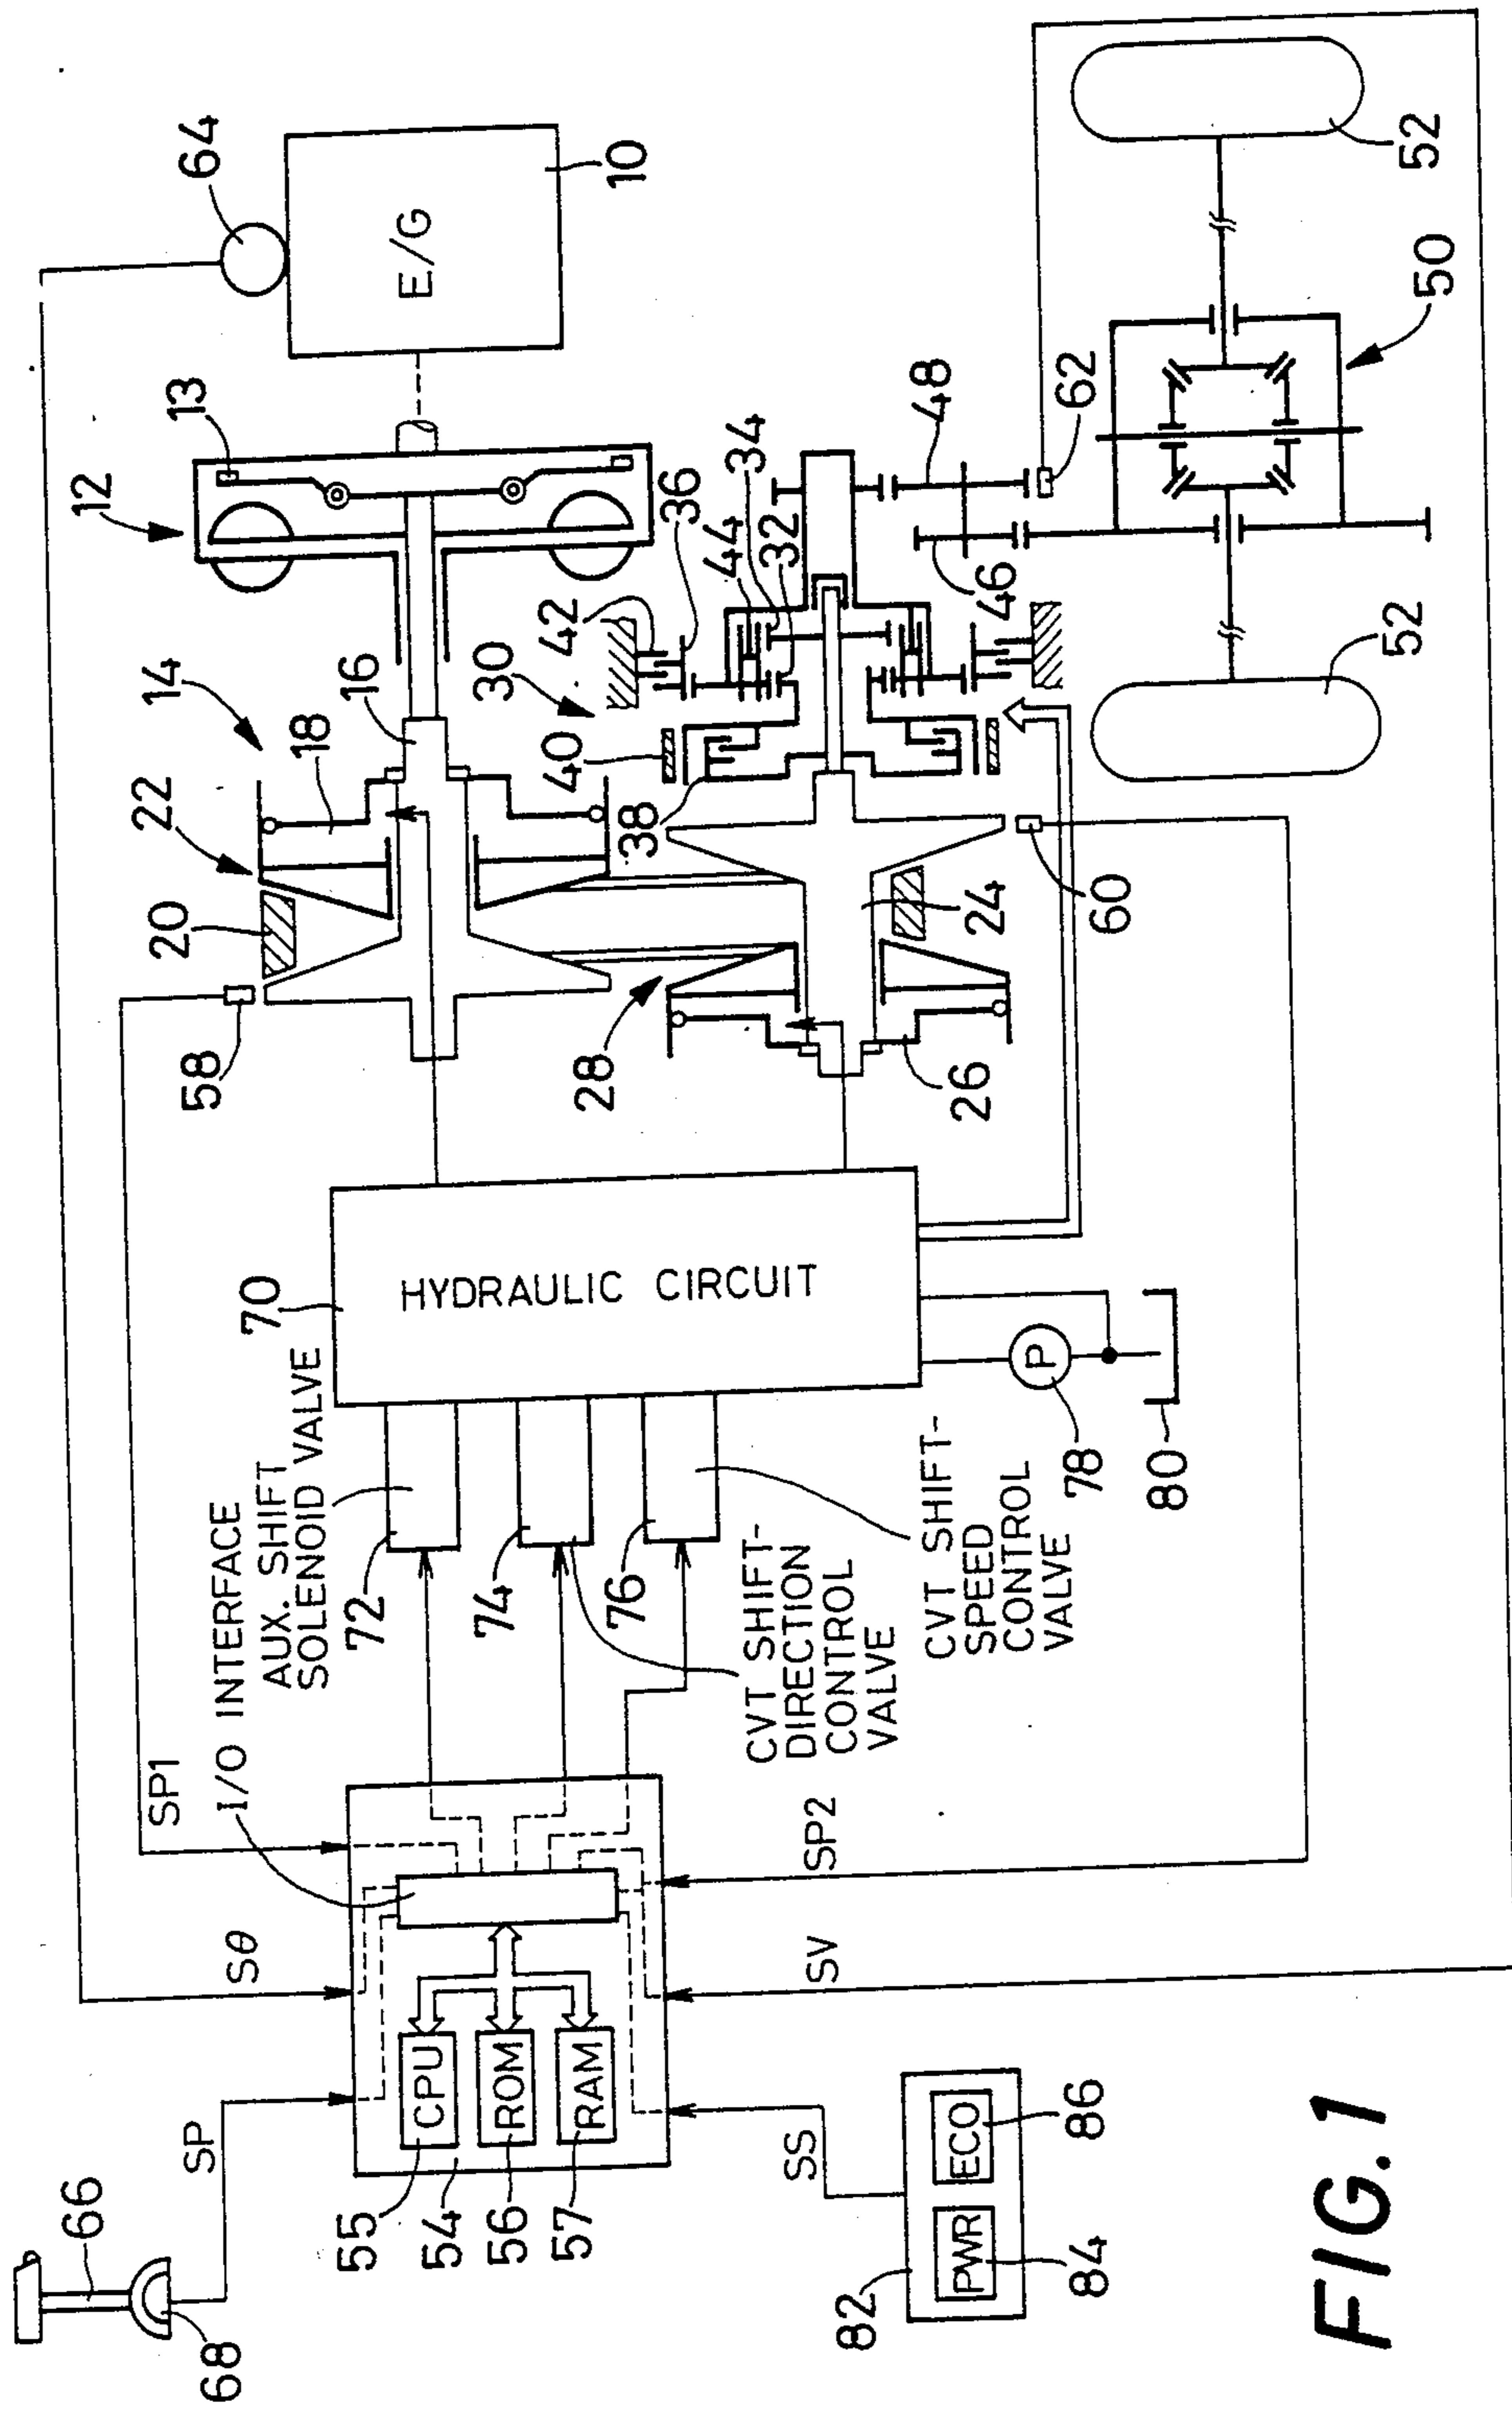 64
10
E/G
13
12
14
16
18
22
20
58
36
34
44
32
42
30
40
38
48
62
46
50
52
52
24
60
28
26
70
HYDRAULIC CIRCUIT
I/O INTERFACE
AUX. SHIFT
SOLENOID VALVE
72
74
76
CVT SHIFT-
DIRECTION
CONTROL
VALVE
CVT SHIFT-
SPEED
CONTROL
VALVE
78
P
80
SP1
Sθ
SP
SP2
SV
SS
CPU
ROM
RAM
55
54
56
57
66
68
82
PWR
ECO
84
86
FIG. 1